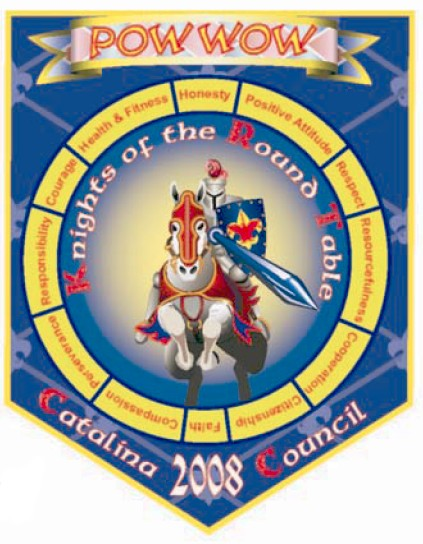 POW WOW
Honesty
Positive Attitude
Respect
Resourcefulness
Cooperation
Citizenship
Faith
Compassion
Perseverance
Responsibility
Courage
Health & Fitness
Knights of the Round Table
Catalina 2008 Council